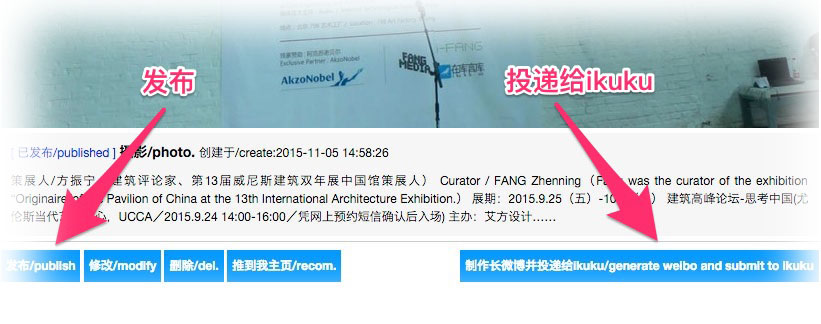 独家赞助:阿克苏诺贝尔
Exclusive Partner: AkzoNobel
AkzoNobel
FANG
MEDIA
i-FANG
在库言库
发布
投递给ikuku
[ 已发布/published ] 摄影/photo. 创建于/create:2015-11-05 14:58:26
策展人/方振宁 建筑评论家、第13届威尼斯建筑双年展中国馆策展人） Curator / FANG Zhenning（Fang was the curator of the exhibition
"Originaire of the Pavilion of China at the 13th International Architecture Exhibition.） 展期：2015.9.25（五）-10 建筑高峰论坛-思考中国(尤
伦斯当代 心，UCCA／2015.9.24 14:00-16:00／凭网上预约短信确认后入场) 主办：艾方设计……
发布/publish 修改/modify 删除/del. 推到我主页/recom. 制作长微博并投递给ikuku/generate weibo and submit to ikuku